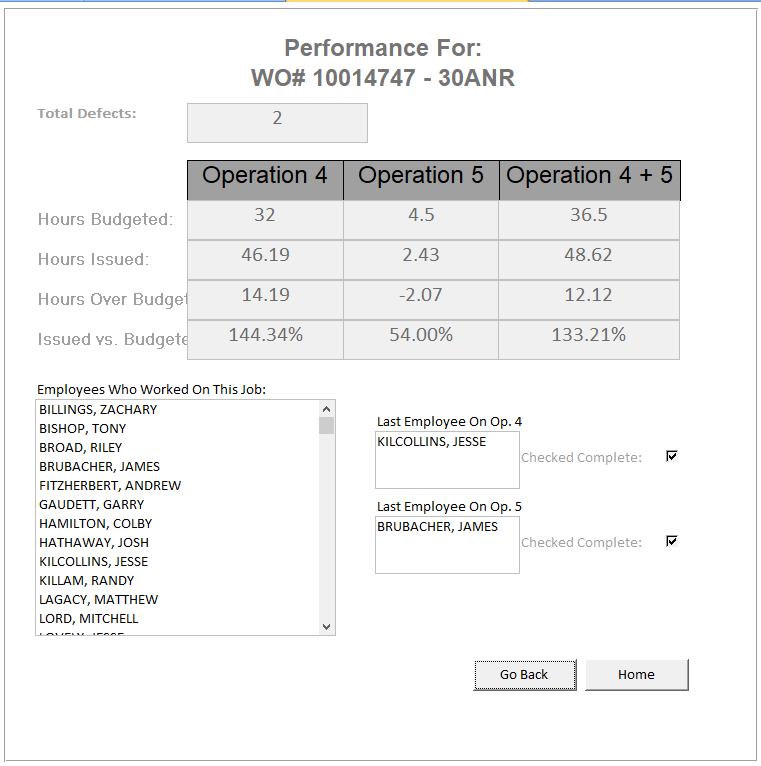 Performance For:
WO# 10014747 - 30ANR
Total Defects: 2
Operation 4 Operation 5 Operation 4 + 5
Hours Budgeted: 32 4.5 36.5
Hours Issued: 46.19 2.43 48.62
Hours Over Budget 14.19 -2.07 12.12
Issued vs. Budgete 144.34% 54.00% 133.21%
Employees Who Worked On This Job:
BILLINGS, ZACHARY
BISHOP, TONY
BROAD, RILEY
BRUBACHER, JAMES
FITZHERBERT, ANDREW
GAUDETT, GARRY
HAMILTON, COLBY
HATHAWAY, JOSH
KILCOLLINS, JESSE
KILLAM, RANDY
LAGACY, MATTHEW
LORD, MITCHELL
LOVELY, JESSE
Last Employee On Op. 4
KILCOLLINS, JESSE
Checked Complete:
Last Employee On Op. 5
BRUBACHER, JAMES
Checked Complete:
Go Back Home